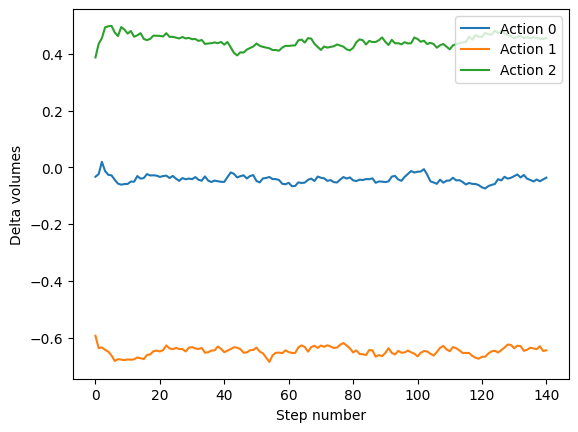 Action 0
Action 1
Action 2
0.4
0.2
0.0
−0.2
−0.4
−0.6
Delta volumes
0 20 40 60 80 100 120 140
Step number